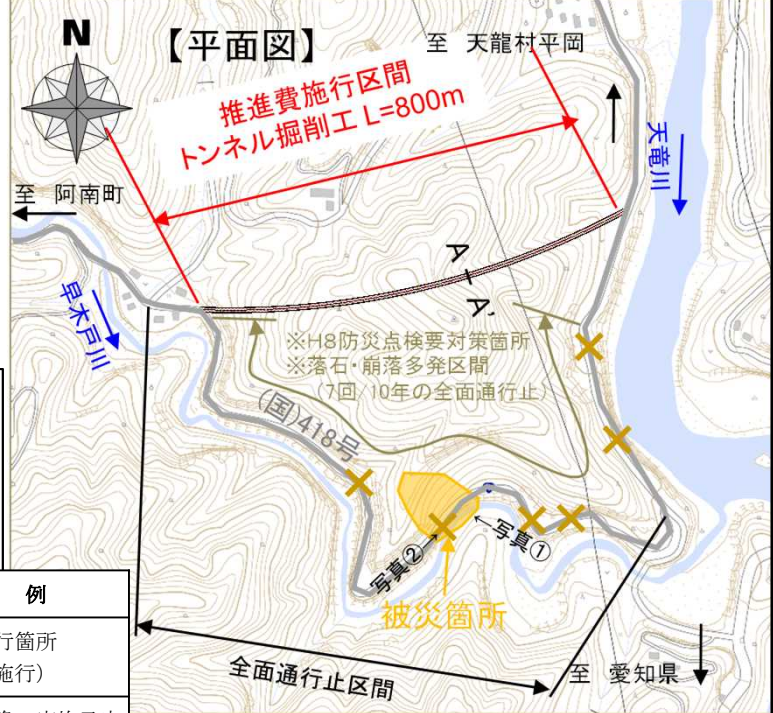 N
【平面図】
至 天龍村平岡
推進費施行区間
トンネル掘削工 L=800m
天竜川
至 阿南町
A－A'
早木戸川
※H8防災点検要対策箇所
※落石・崩落多発区間
(7回/10年の全面通行止)
(国)418号
←写真①
写真②→
被災箇所
例
行箇所
施行)
全面通行止区間
至 愛知県